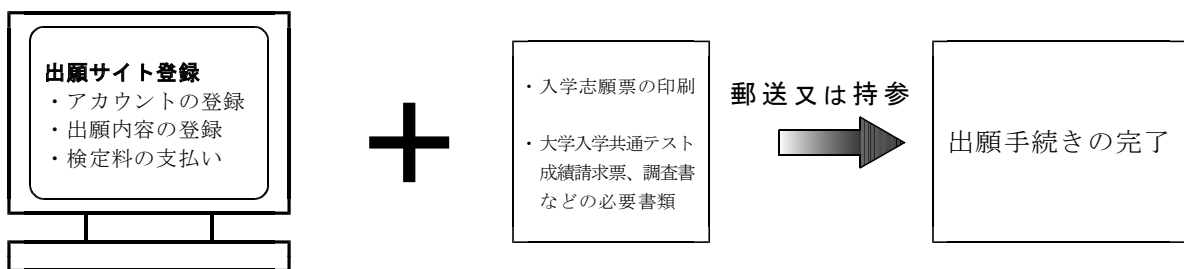 出願サイト登録
・アカウントの登録
・出願内容の登録
・検定料の支払い
・入学志願票の印刷
・大学入学共通テスト
成績請求票、調査書
などの必要書類
郵送又は持参
出願手続きの完了